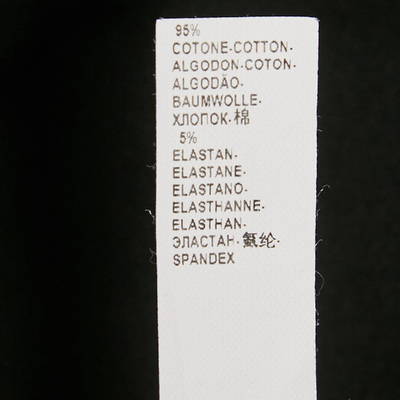 95%
COTONE-COTTON-
ALGODON-COTON-
ALGODÃO-
BAUMWOLLE-
ХЛОПОК-棉
5%
ELASTAN-
ELASTANE-
ELASTANO-
ELASTHANNE-
ELASTHAN-
ЭЛАСТАН-氨纶-
SPANDEX